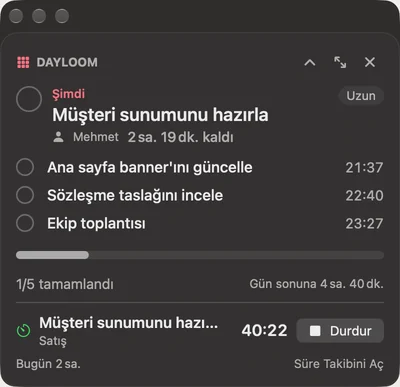 DAYLOOM
Şimdi
Uzun
Müşteri sunumunu hazırla
Mehmet 2 sa. 19 dk. kaldı
Ana sayfa banner'ını güncelle 21:37
Sözleşme taslağını incele 22:40
Ekip toplantısı 23:27
1/5 tamamlandı Gün sonuna 4 sa. 40 dk.
Müşteri sunumunu hazı... 40:22 Durdur
Satış
Bugün 2 sa. Süre Takibini Aç